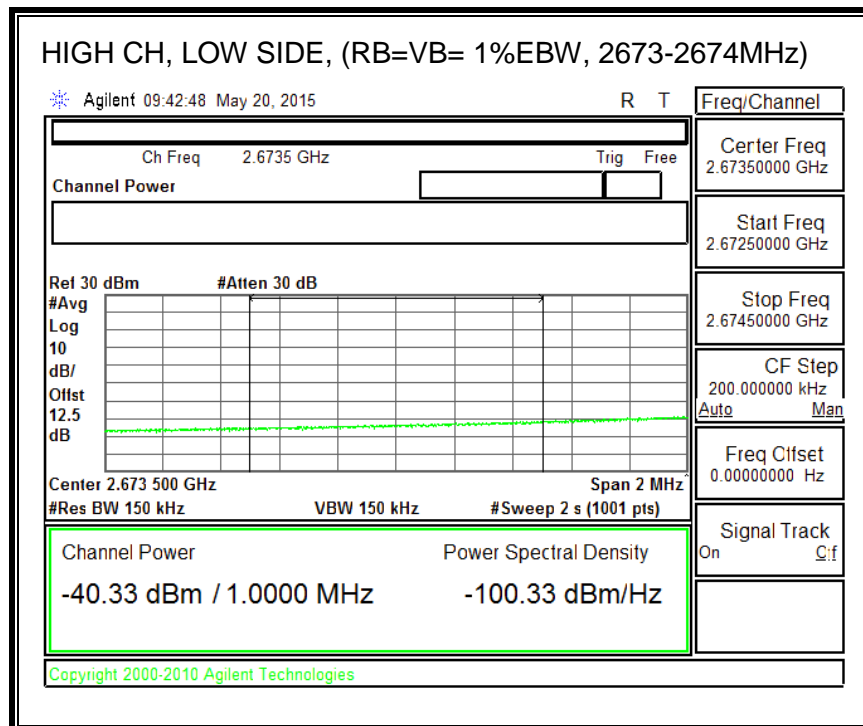 HIGH CH, LOW SIDE, (RB=VB= 1%EBW, 2673-2674MHz)
Agilent 09:42:48 May 20, 2015 R T
Freq/Channel
Ch Freq 2.6735 GHz Trig Free
Channel Power
Center Freq
2.67350000 GHz
Start Freq
2.67250000 GHz
Stop Freq
2.67450000 GHz
CF Step
200.000000 kHz
Auto Man
Freq Offset
0.00000000 Hz
Signal Track
On Off
Ref 30 dBm #Atten 30 dB
#Avg
Log
10
dB/
Offst
12.5
dB
Center 2.673 500 GHz Span 2 MHz
#Res BW 150 kHz VBW 150 kHz #Sweep 2 s (1001 pts)
Channel Power Power Spectral Density
-40.33 dBm / 1.0000 MHz -100.33 dBm/Hz
Copyright 2000-2010 Agilent Technologies